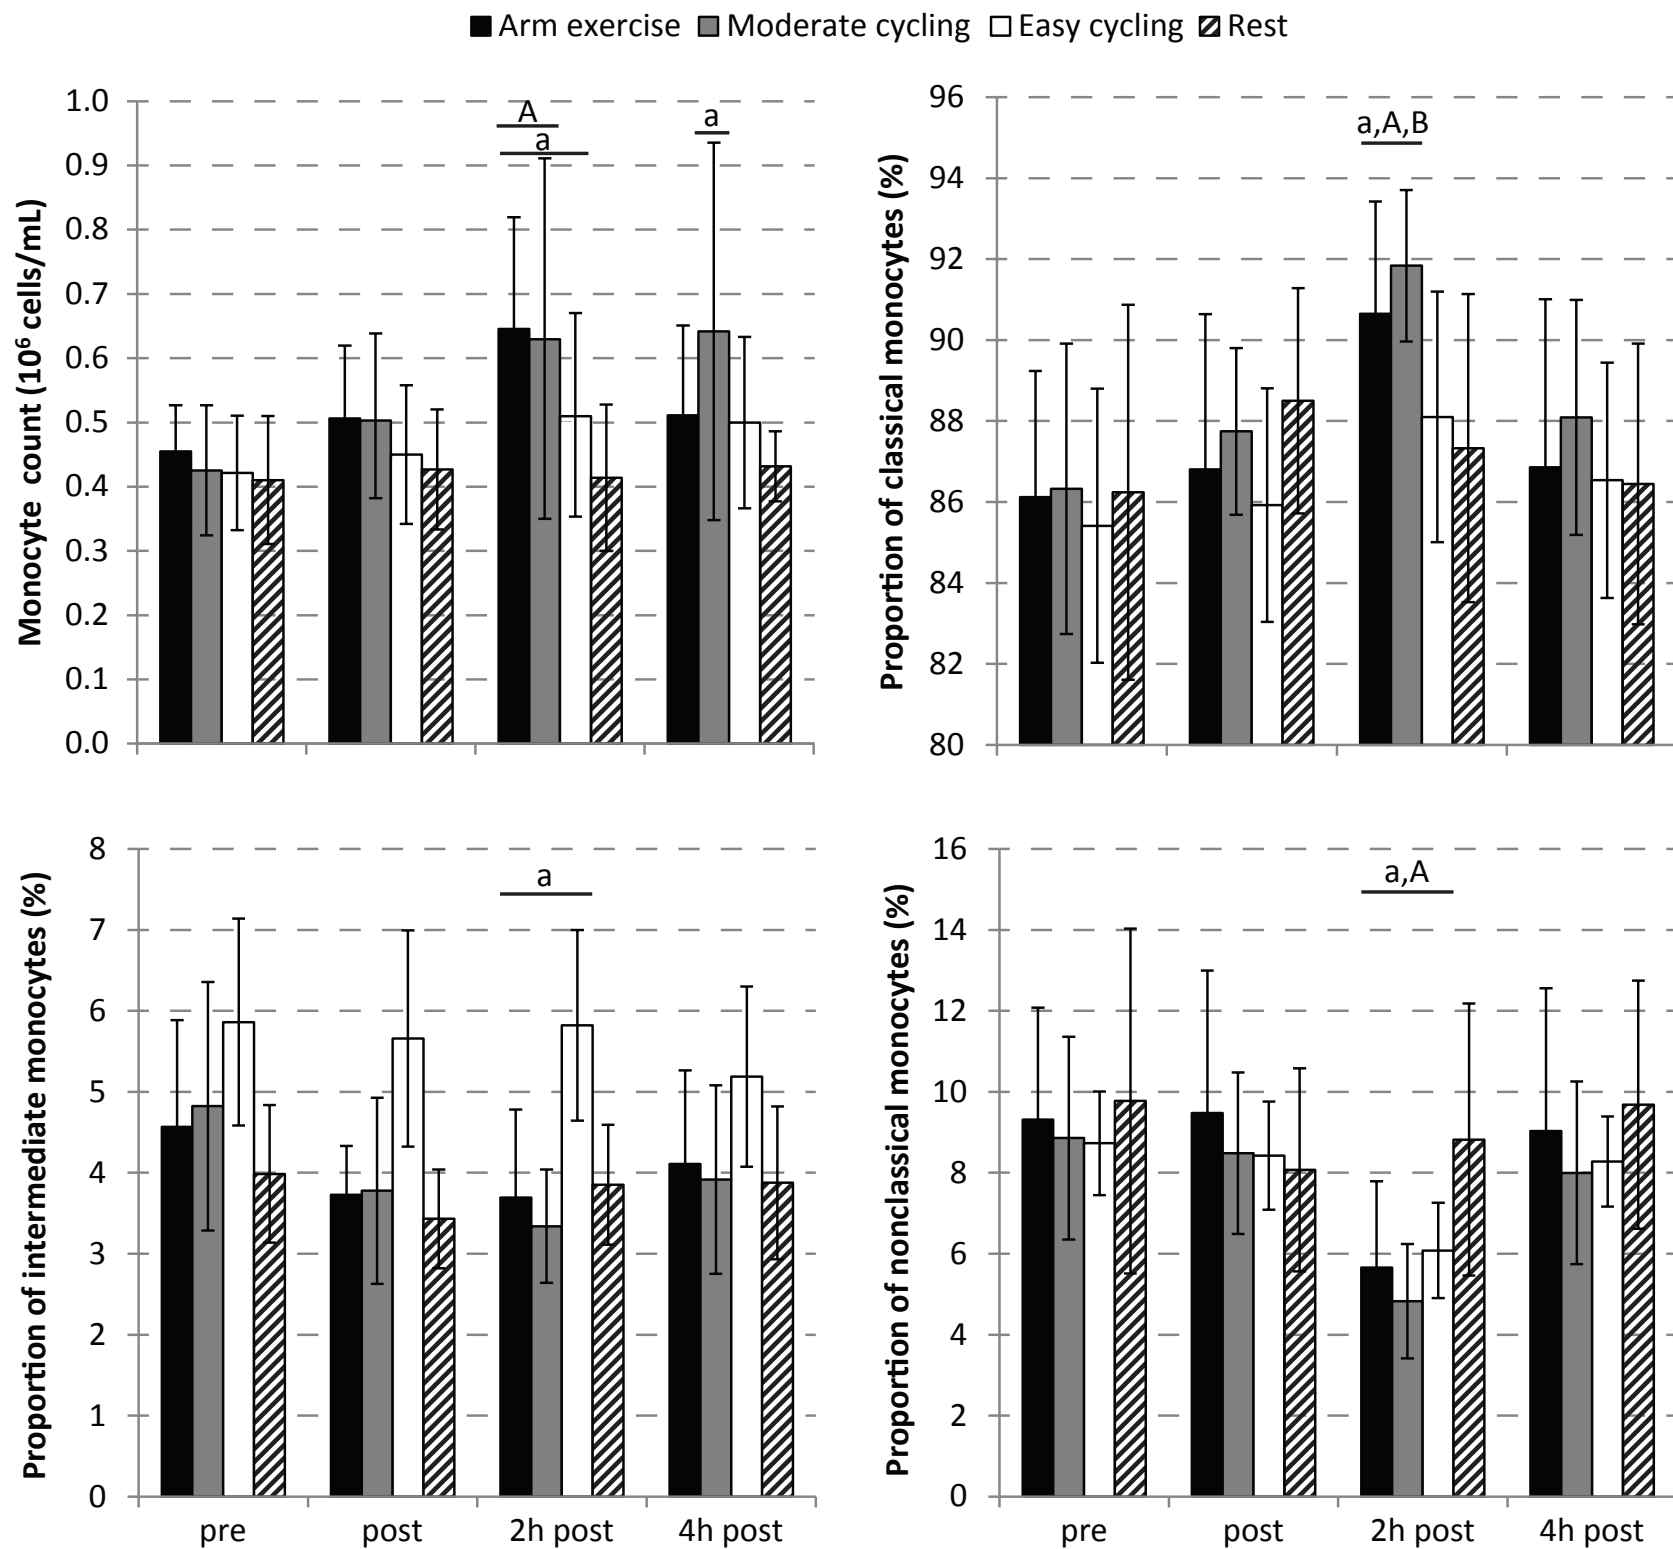 Arm exercise Moderate cycling Easy cycling Rest
Monocyte count (10⁶ cells/mL)
1.0
0.9
0.8
0.7
0.6
0.5
0.4
0.3
0.2
0.1
0.0
A
a
a
Proportion of classical monocytes (%)
96
94
92
90
88
86
84
82
80
a,A,B
Proportion of intermediate monocytes (%)
8
7
6
5
4
3
2
1
0
a
pre post 2h post 4h post
Proportion of nonclassical monocytes (%)
16
14
12
10
8
6
4
2
0
a,A
pre post 2h post 4h post